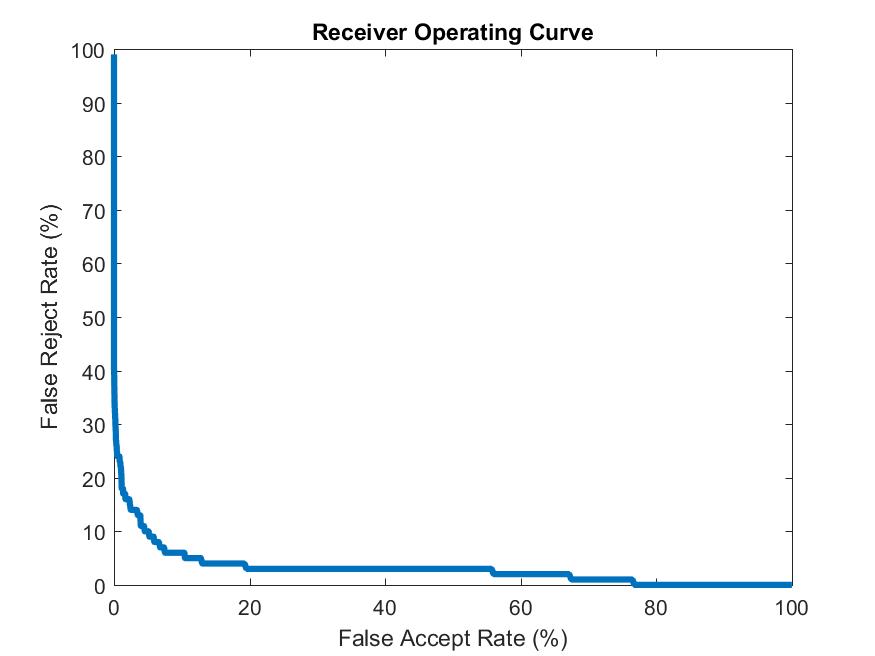 Receiver Operating Curve
100
90
80
70
60
50
40
30
20
10
0
False Reject Rate (%)
0 20 40 60 80 100
False Accept Rate (%)